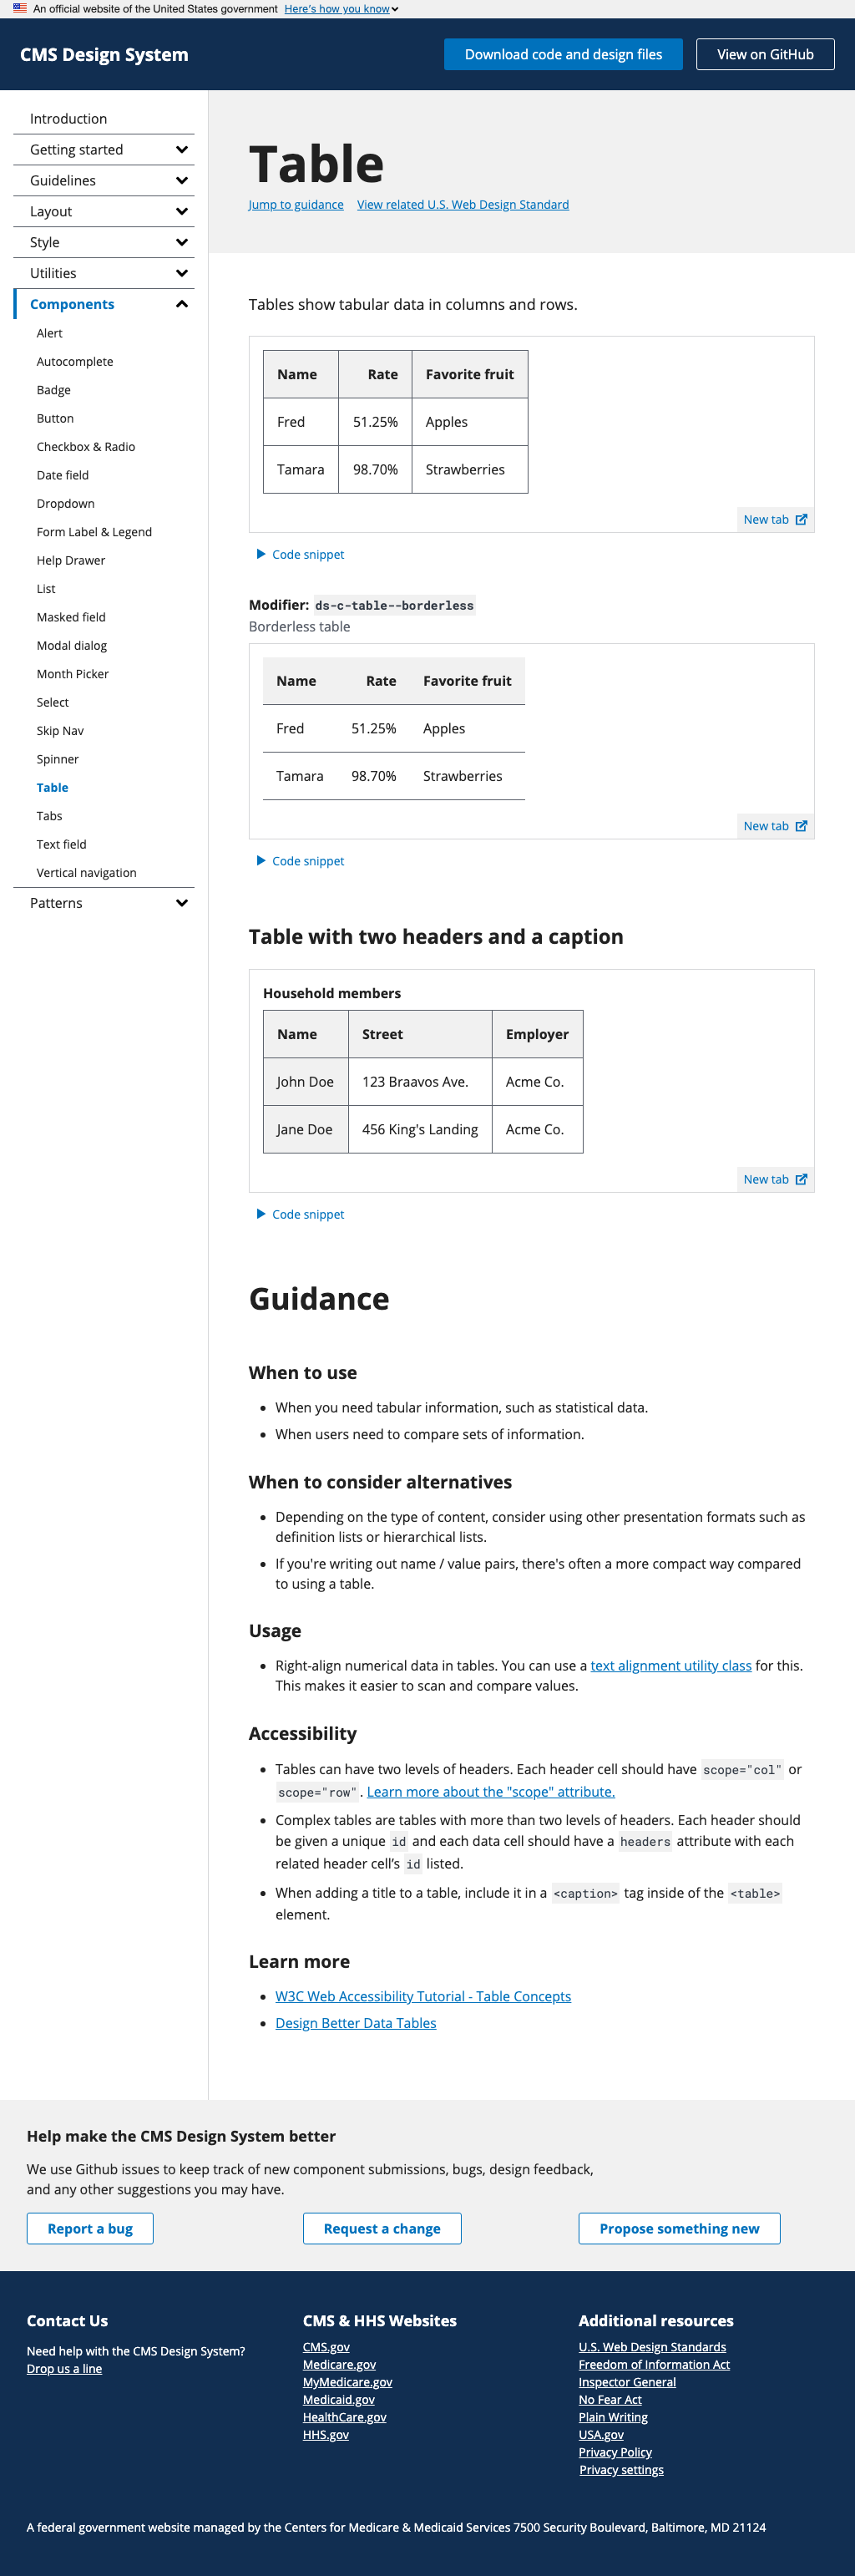 An official website of the United States government Here's how you know
CMS Design System
Download code and design files
View on GitHub
Introduction
Getting started
Guidelines
Layout
Style
Utilities
Components
Alert
Autocomplete
Badge
Button
Checkbox & Radio
Date field
Dropdown
Form Label & Legend
Help Drawer
List
Masked field
Modal dialog
Month Picker
Select
Skip Nav
Spinner
Table
Tabs
Text field
Vertical navigation
Patterns
Table
Jump to guidance View related U.S. Web Design Standard
Tables show tabular data in columns and rows.
Name Rate Favorite fruit
Fred 51.25% Apples
Tamara 98.70% Strawberries
New tab
Code snippet
Modifier: ds-c-table--borderless
Borderless table
Name Rate Favorite fruit
Fred 51.25% Apples
Tamara 98.70% Strawberries
New tab
Code snippet
Table with two headers and a caption
Household members
Name Street Employer
John Doe 123 Braavos Ave. Acme Co.
Jane Doe 456 King's Landing Acme Co.
New tab
Code snippet
Guidance
When to use
• When you need tabular information, such as statistical data.
• When users need to compare sets of information.
When to consider alternatives
• Depending on the type of content, consider using other presentation formats such as
definition lists or hierarchical lists.
• If you're writing out name / value pairs, there's often a more compact way compared
to using a table.
Usage
• Right-align numerical data in tables. You can use a text alignment utility class for this.
This makes it easier to scan and compare values.
Accessibility
• Tables can have two levels of headers. Each header cell should have scope="col" or
scope="row". Learn more about the "scope" attribute.
• Complex tables are tables with more than two levels of headers. Each header should
be given a unique id and each data cell should have a headers attribute with each
related header cell’s id listed.
• When adding a title to a table, include it in a <caption> tag inside of the <table>
element.
Learn more
• W3C Web Accessibility Tutorial - Table Concepts
• Design Better Data Tables
Help make the CMS Design System better
We use Github issues to keep track of new component submissions, bugs, design feedback,
and any other suggestions you may have.
Report a bug
Request a change
Propose something new
Contact Us
Need help with the CMS Design System?
Drop us a line
CMS & HHS Websites
CMS.gov
Medicare.gov
MyMedicare.gov
Medicaid.gov
HealthCare.gov
HHS.gov
Additional resources
U.S. Web Design Standards
Freedom of Information Act
Inspector General
No Fear Act
Plain Writing
USA.gov
Privacy Policy
Privacy settings
A federal government website managed by the Centers for Medicare & Medicaid Services 7500 Security Boulevard, Baltimore, MD 21124